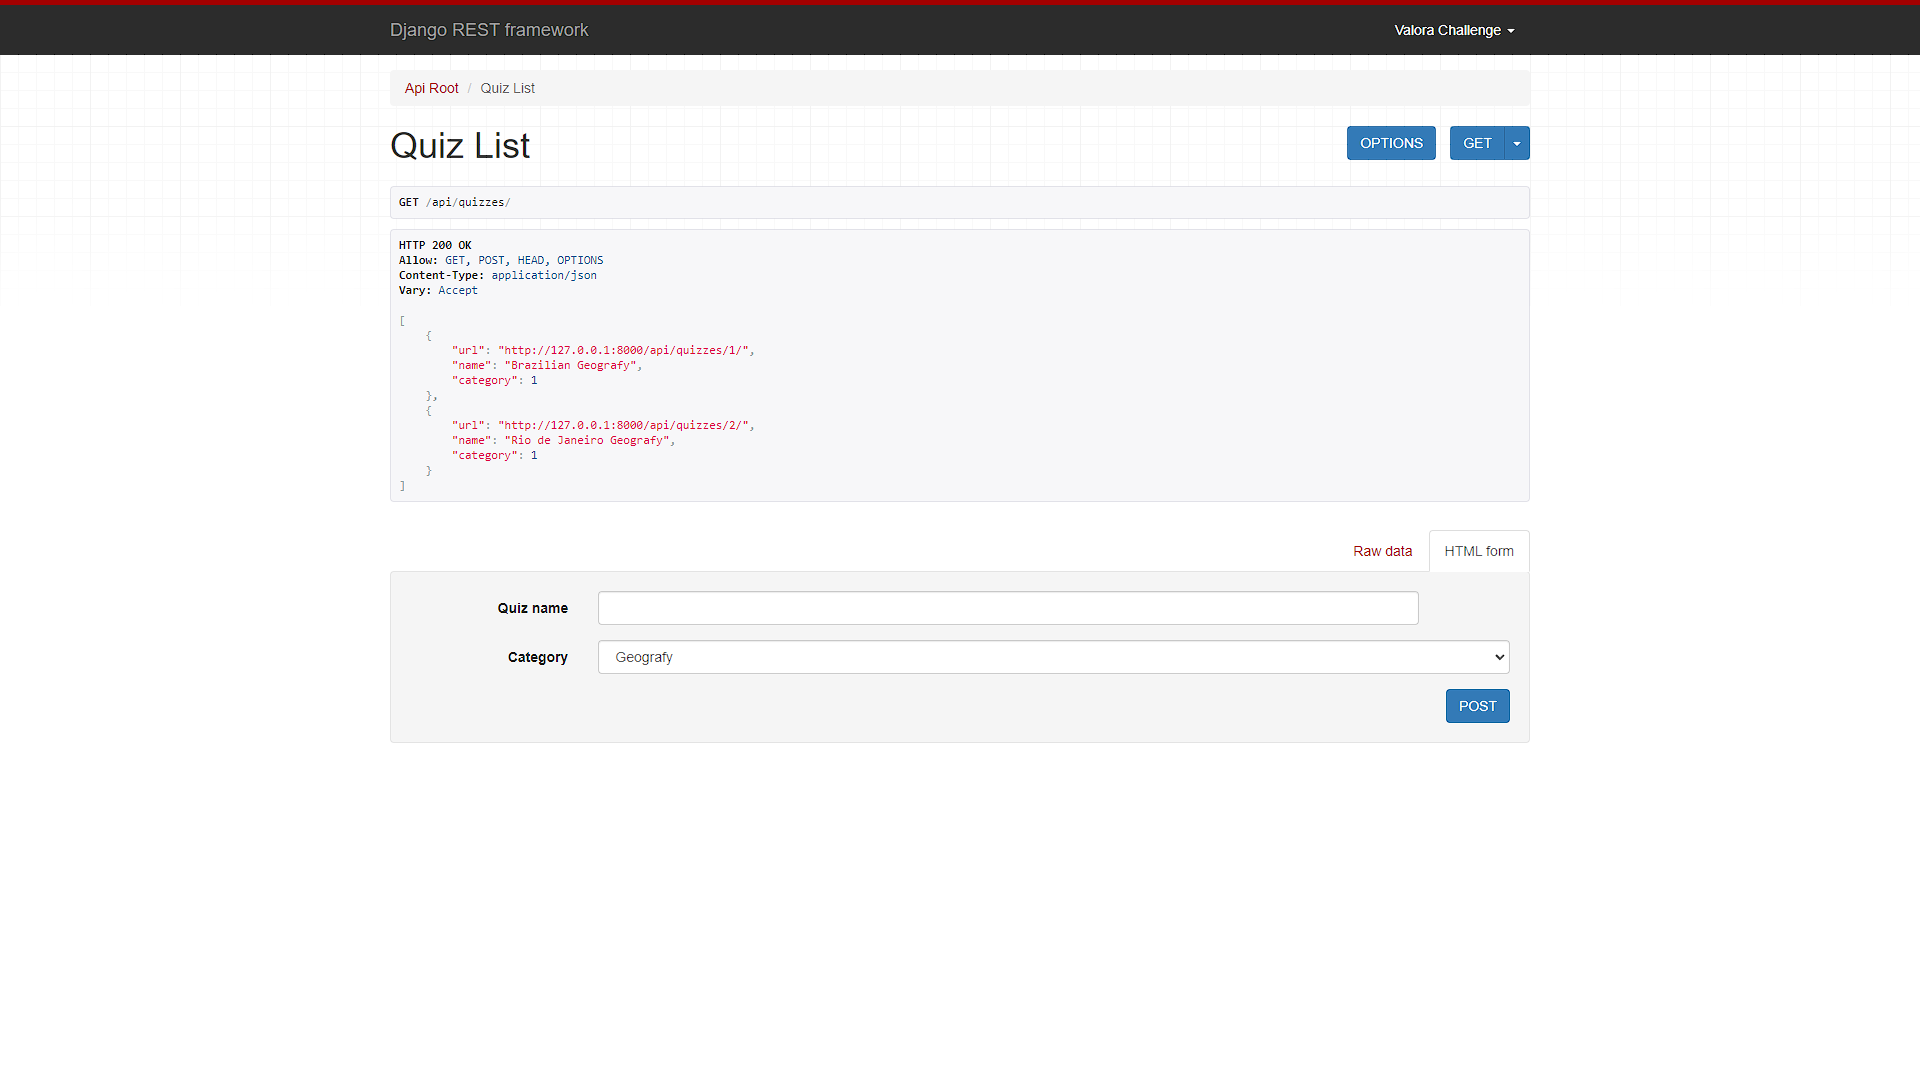 Django REST framework
Valora Challenge
Api Root / Quiz List
Quiz List
OPTIONS
GET
GET /api/quizzes/
HTTP 200 OK
Allow: GET, POST, HEAD, OPTIONS
Content-Type: application/json
Vary: Accept
[
    {
        "url": "http://127.0.0.1:8000/api/quizzes/1/",
        "name": "Brazilian Geografy",
        "category": 1
    },
    {
        "url": "http://127.0.0.1:8000/api/quizzes/2/",
        "name": "Rio de Janeiro Geografy",
        "category": 1
    }
]
Raw data
HTML form
Quiz name
Category
Geografy
POST